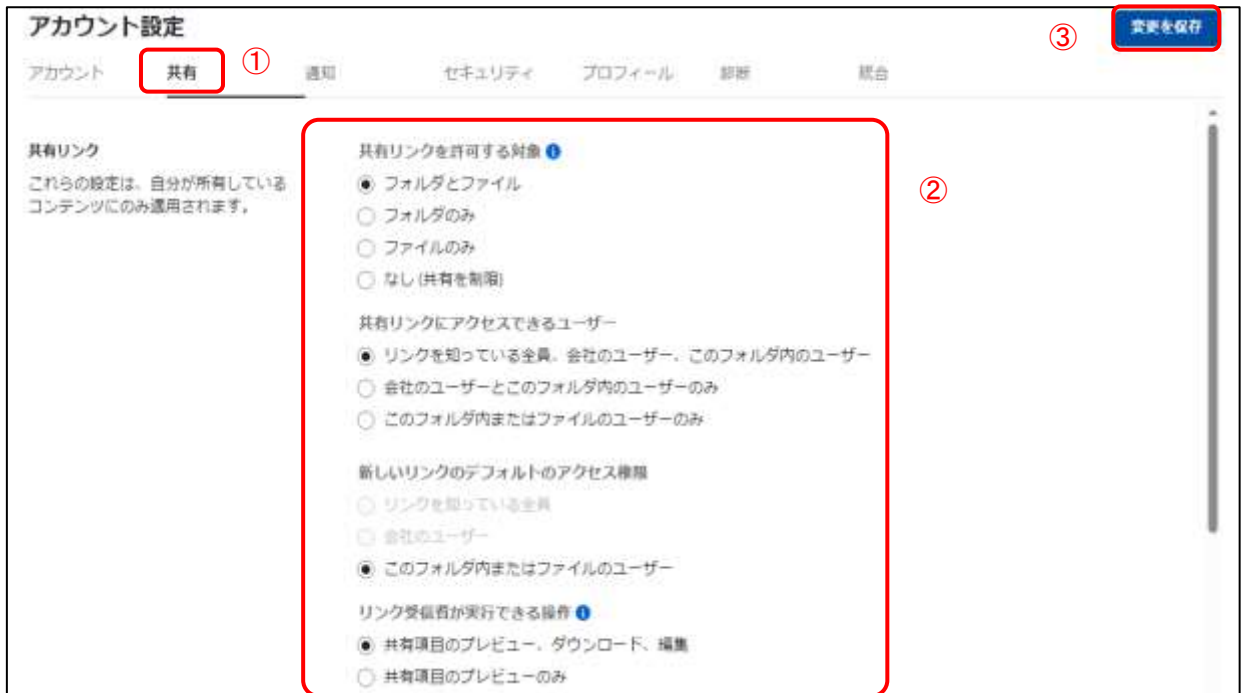 アカウント設定
③
変更を保存
アカウント
共有
①
通知
セキュリティ
プロフィール
診断
統合
共有リンク
これらの設定は、自分が所有している
コンテンツにのみ適用されます。
②
共有リンクを許可する対象
フォルダとファイル
フォルダのみ
ファイルのみ
なし (共有を制限)
共有リンクにアクセスできるユーザー
リンクを知っている全員、会社のユーザー、このフォルダ内のユーザー
会社のユーザーとこのフォルダ内のユーザーのみ
このフォルダ内またはファイルのユーザーのみ
新しいリンクのデフォルトのアクセス権限
リンクを知っている全員
会社のユーザー
このフォルダ内またはファイルのユーザー
リンク受信者が実行できる操作
共有項目のプレビュー、ダウンロード、編集
共有項目のプレビューのみ